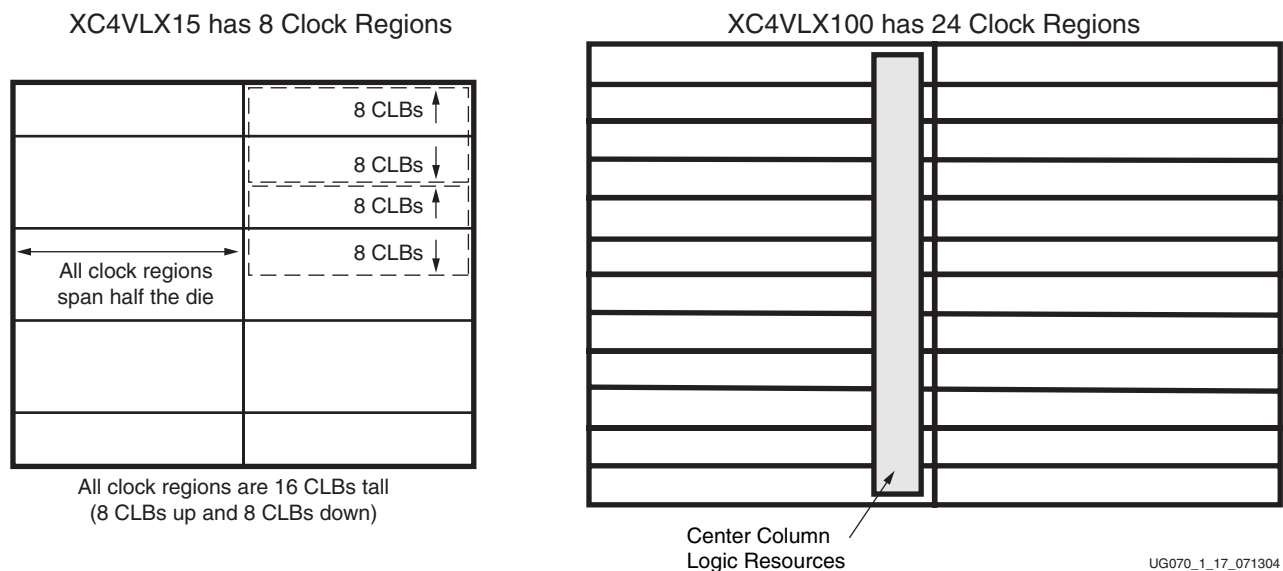 XC4VLX15 has 8 Clock Regions
8 CLBs
8 CLBs
8 CLBs
8 CLBs
All clock regions
span half the die
All clock regions are 16 CLBs tall
(8 CLBs up and 8 CLBs down)
XC4VLX100 has 24 Clock Regions
Center Column
Logic Resources
UG070_1_17_071304